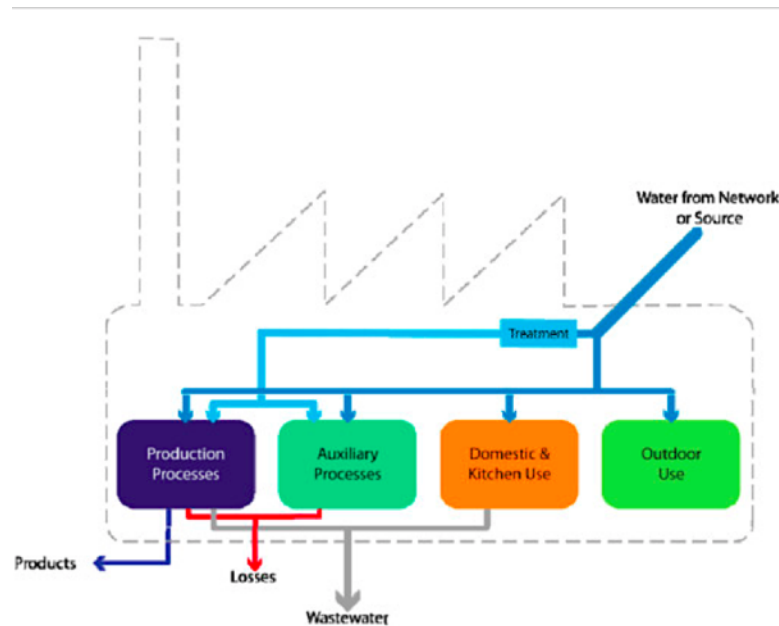 Water from Network
or Source
Treatment
Production
Processes
Auxiliary
Processes
Domestic &
Kitchen Use
Outdoor
Use
Products
Losses
Wastewater